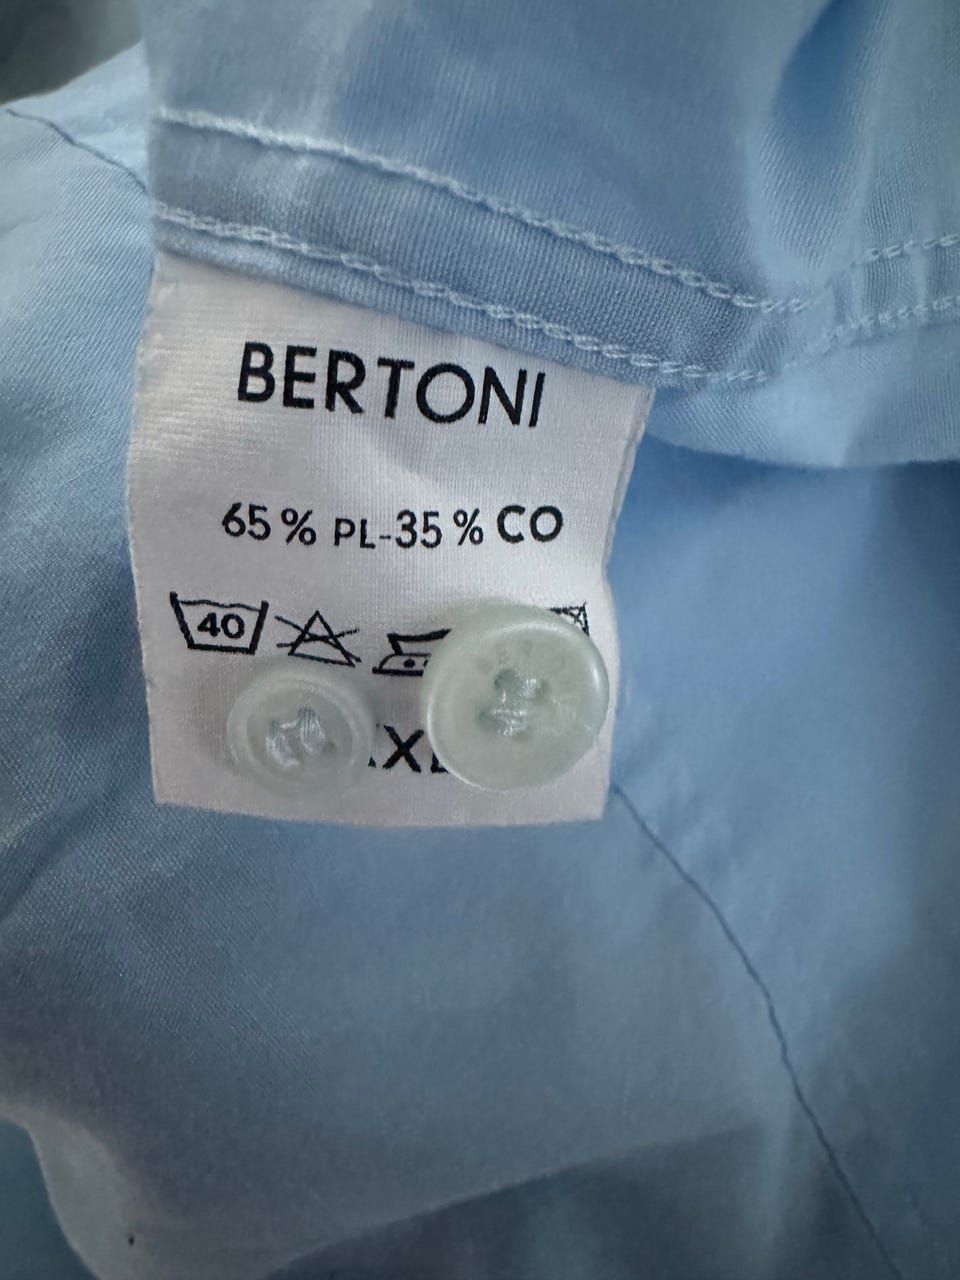 BERTONI
65% PL-35% CO
40